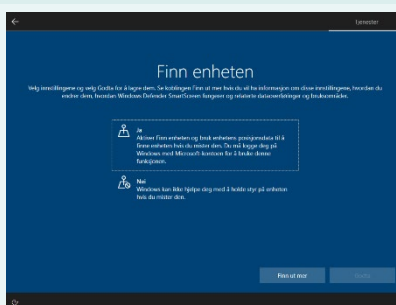 tjenester
Finn enheten
Velg innstillingene og velg Godta for å lagre dem. Se koblingen Finn ut mer hvis du vil ha informasjon om disse innstillingene, hvordan du
endrer dem, hvordan Windows Defender SmartScreen fungerer og relaterte dataoverføringer og bruksområder.
Ja
Aktiver Finn enheten og bruk enhetens posisjonsdata til å
finne enheten hvis du mister den. Du må logge deg på
Windows med Microsoft-kontoen for å bruke denne
funksjonen.
Nei
Windows kan ikke hjelpe deg med å holde styr på enheten
hvis du mister den.
Finn ut mer